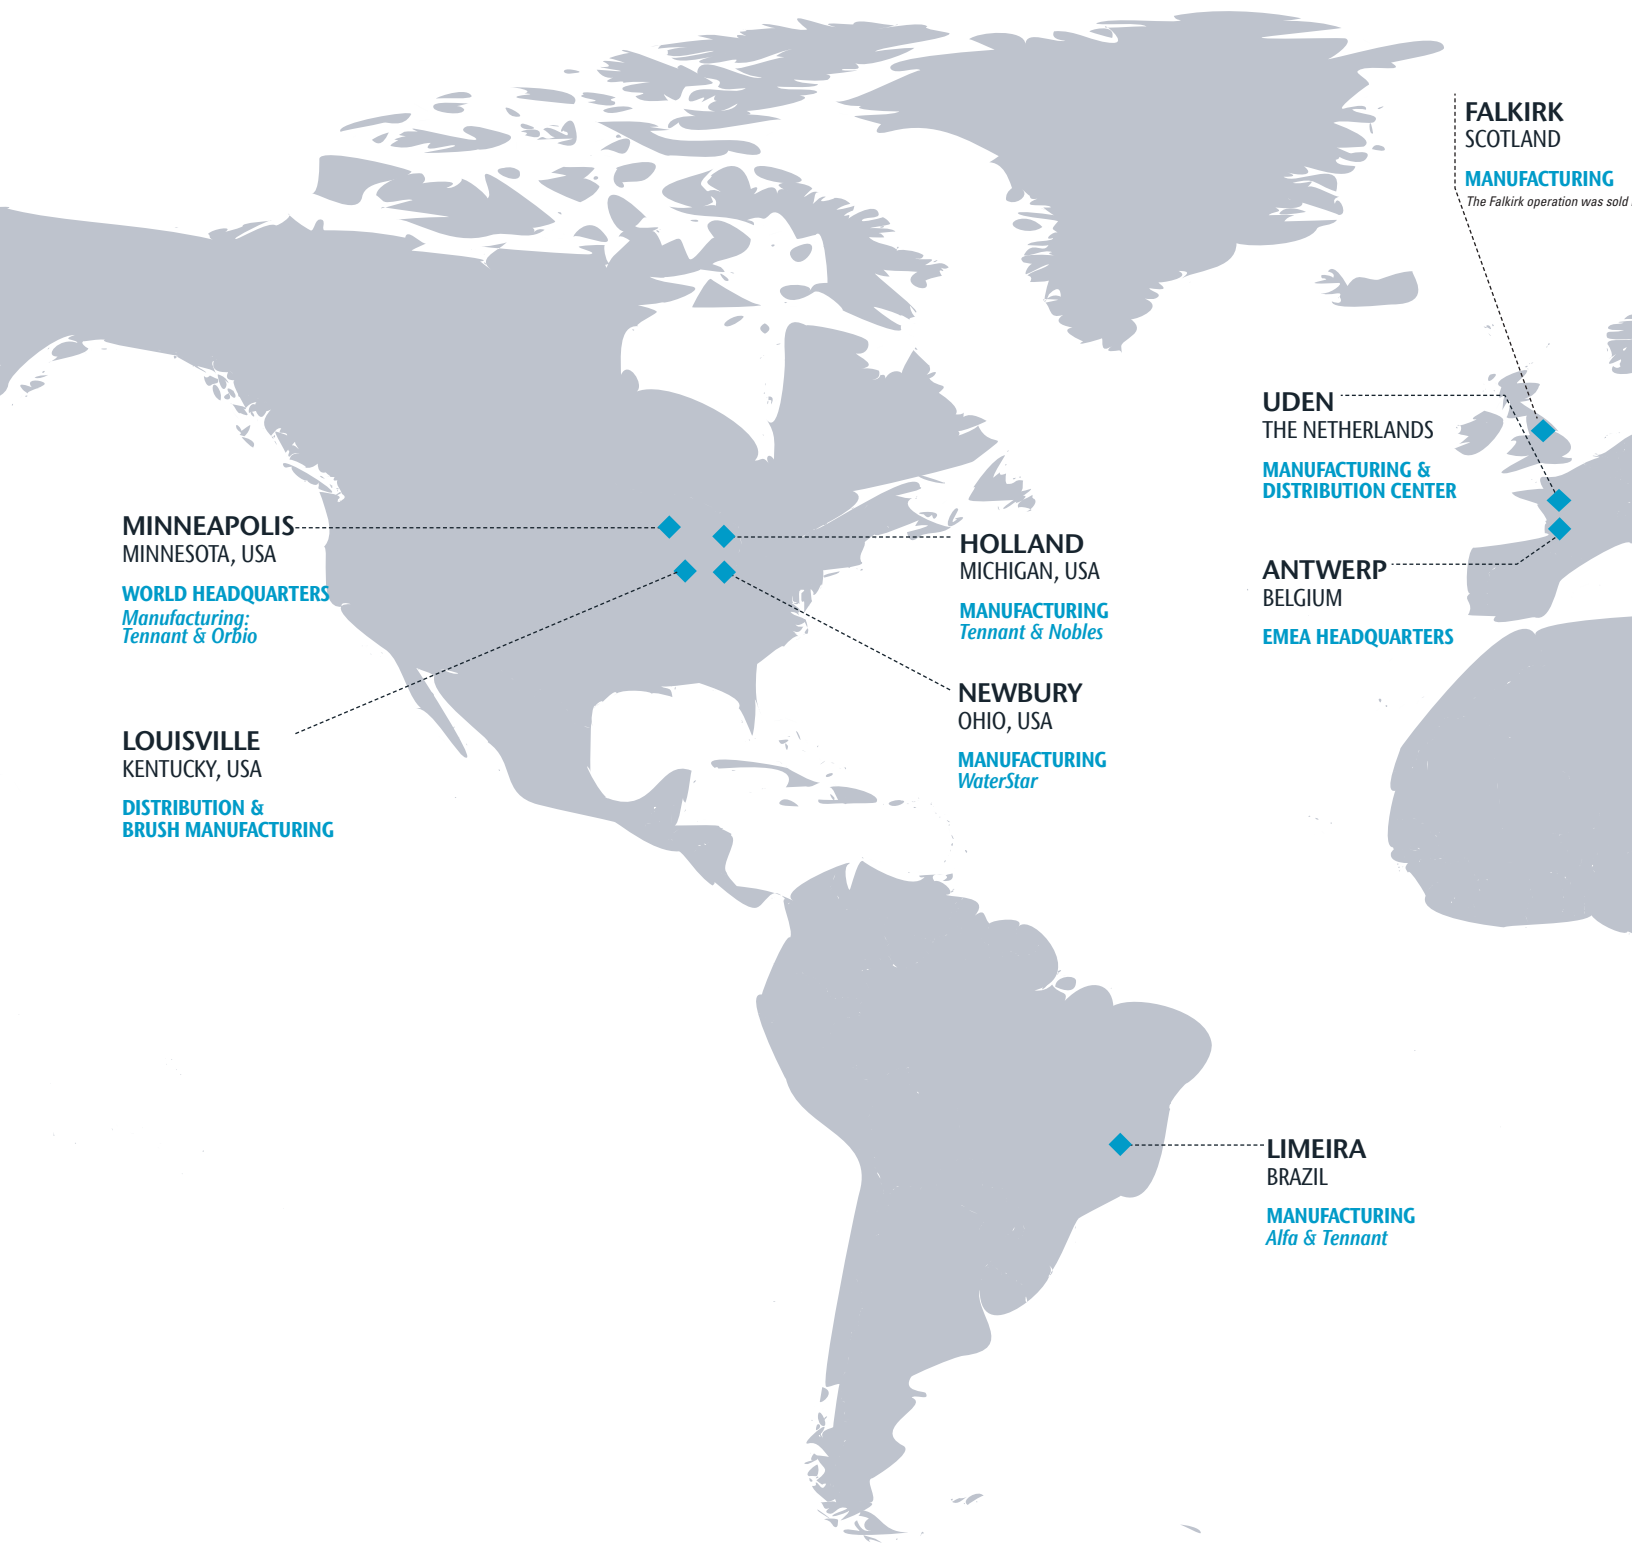 FALKIRK
SCOTLAND
MANUFACTURING
The Falkirk operation was sold
UDEN
THE NETHERLANDS
MANUFACTURING &
DISTRIBUTION CENTER
ANTWERP
BELGIUM
EMEA HEADQUARTERS
MINNEAPOLIS
MINNESOTA, USA
WORLD HEADQUARTERS
Manufacturing:
Tennant & Orbio
LOUISVILLE
KENTUCKY, USA
DISTRIBUTION &
BRUSH MANUFACTURING
HOLLAND
MICHIGAN, USA
MANUFACTURING
Tennant & Nobles
NEWBURY
OHIO, USA
MANUFACTURING
WaterStar
LIMEIRA
BRAZIL
MANUFACTURING
Alfa & Tennant